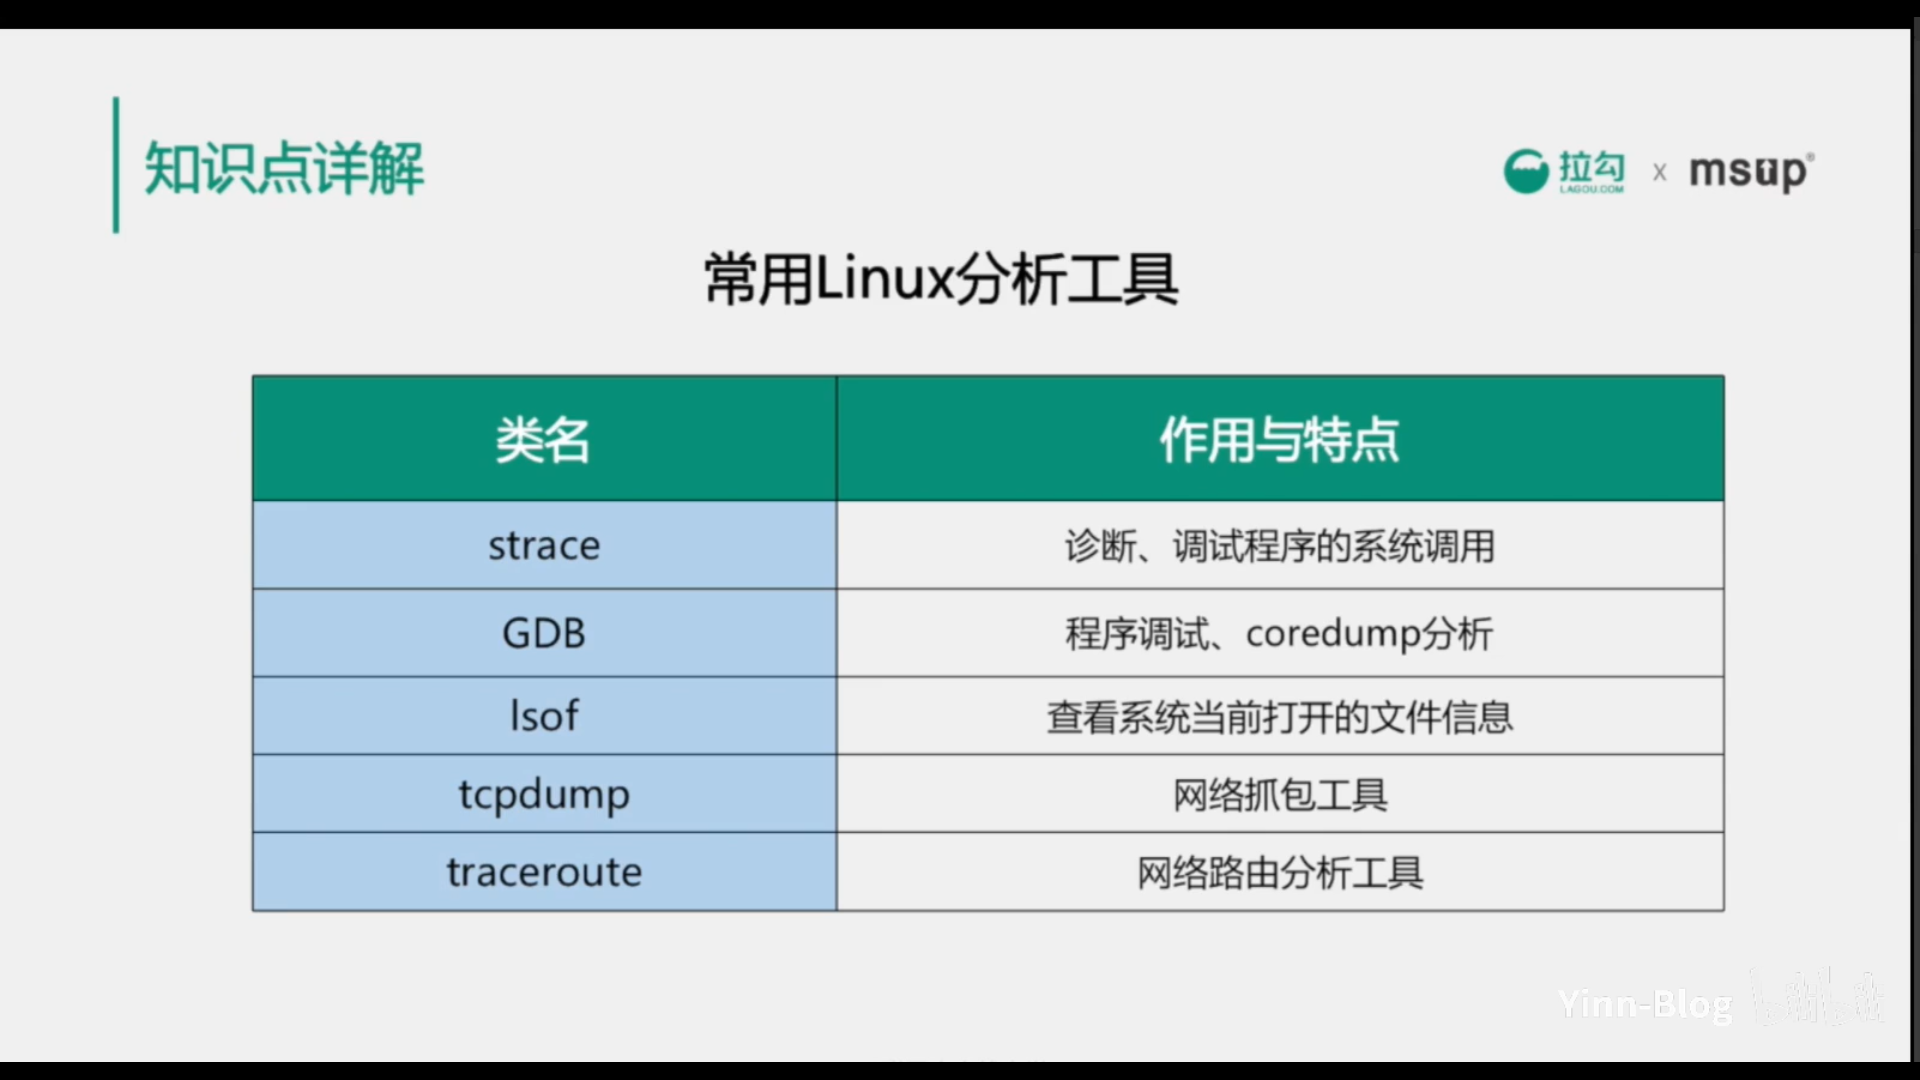 知识点详解
拉勾 x msup®
LAGOU.COM
常用Linux分析工具
类名 作用与特点
strace 诊断、调试程序的系统调用
GDB 程序调试、coredump分析
lsof 查看系统当前打开的文件信息
tcpdump 网络抓包工具
traceroute 网络路由分析工具
Yinn-Blog bilibili